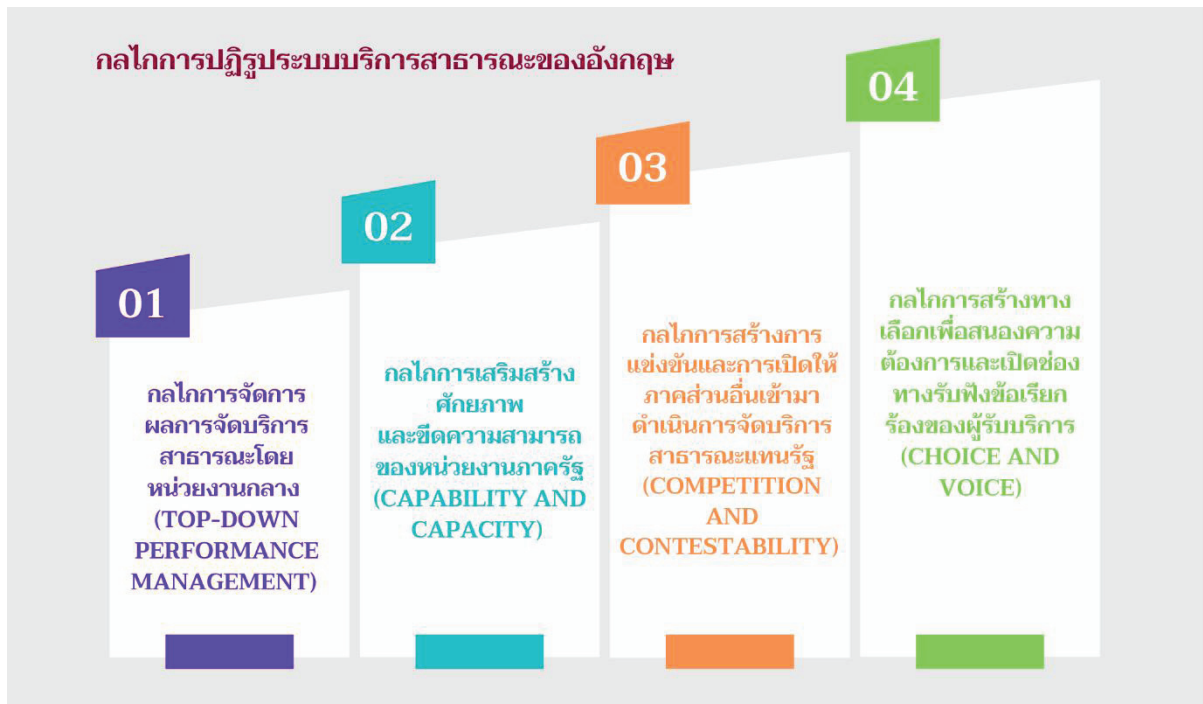 กลไกการปฏิรูประบบบริการสาธารณะของอังกฤษ
01
กลไกการจัดการ
ผลการจัดบริการ
สาธารณะโดย
หน่วยงานกลาง
(TOP-DOWN
PERFORMANCE
MANAGEMENT)
02
กลไกการเสริมสร้าง
ศักยภาพ
และขีดความสามารถ
ของหน่วยงานภาครัฐ
(CAPABILITY AND
CAPACITY)
03
กลไกการสร้างการ
แข่งขันและการเปิดให้
ภาคส่วนอื่นเข้ามา
ดำเนินการจัดบริการ
สาธารณะแทนรัฐ
(COMPETITION
AND
CONTESTABILITY)
04
กลไกการสร้างทาง
เลือกเพื่อสนองความ
ต้องการและเปิดช่อง
ทางรับฟังข้อเรียก
ร้องของผู้รับบริการ
(CHOICE AND
VOICE)